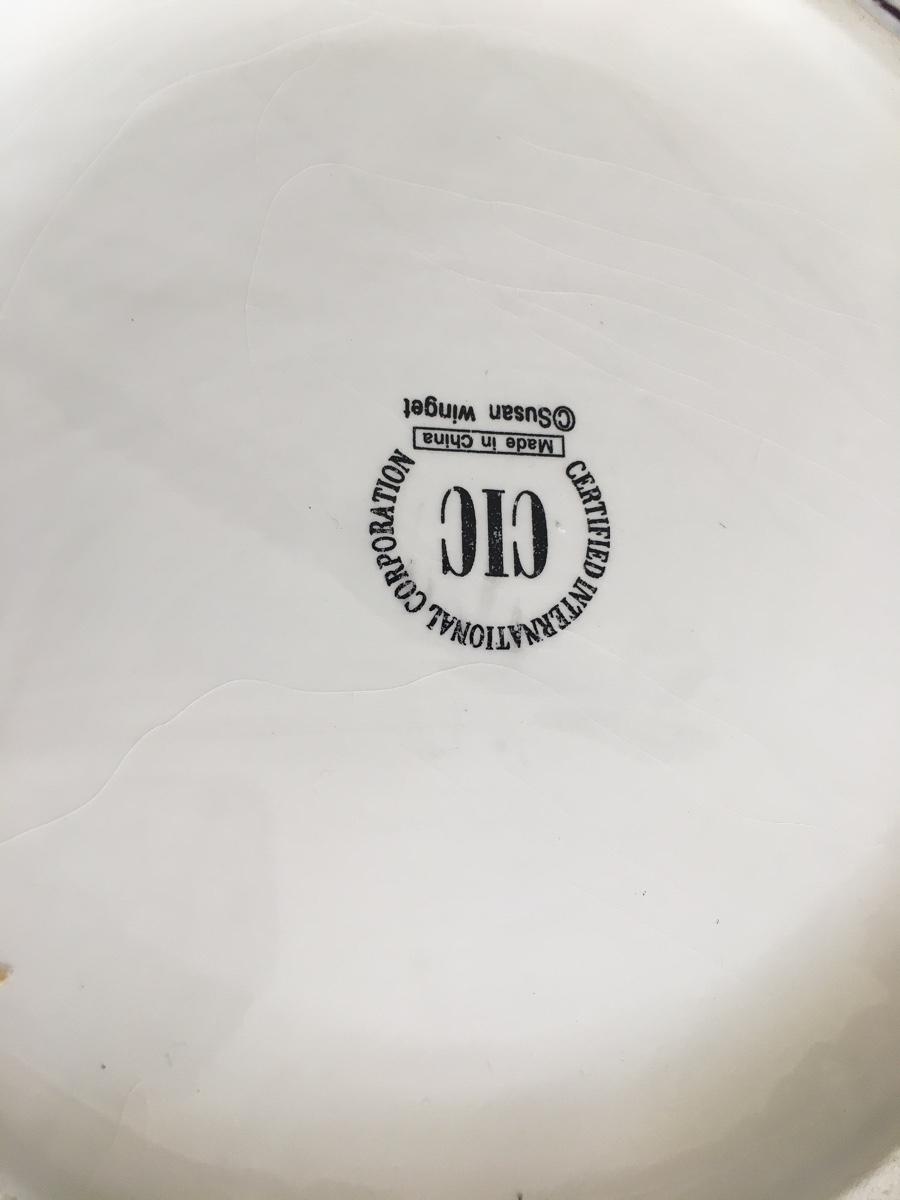 CERTIFIED INTERNATIONAL CORPORATION
CIC
Made in China
©Susan Winget